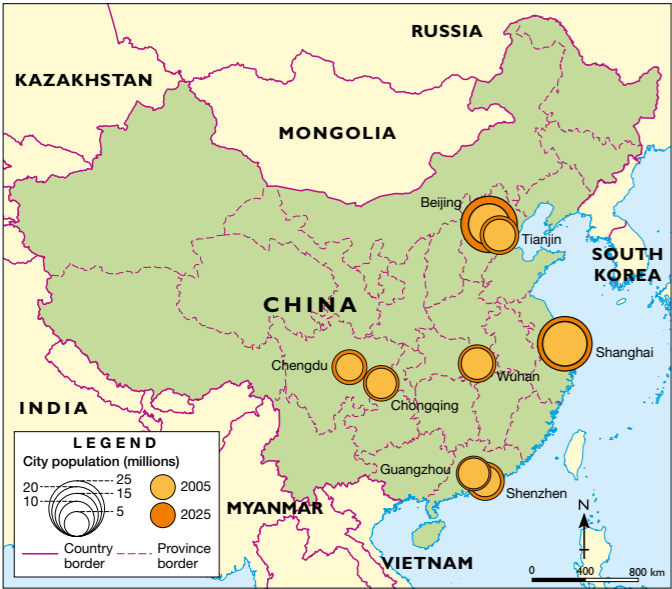 RUSSIA
KAZAKHSTAN
MONGOLIA
Beijing
Tianjin
SOUTH
KOREA
CHINA
Shanghai
Chengdu
Wuhan
Chongqing
INDIA
LEGEND
City population (millions)
25
20
15
10
5
2005
2025
Country
border
Province
border
Guangzhou
Shenzhen
MYANMAR
VIETNAM
N
0 400 800 km